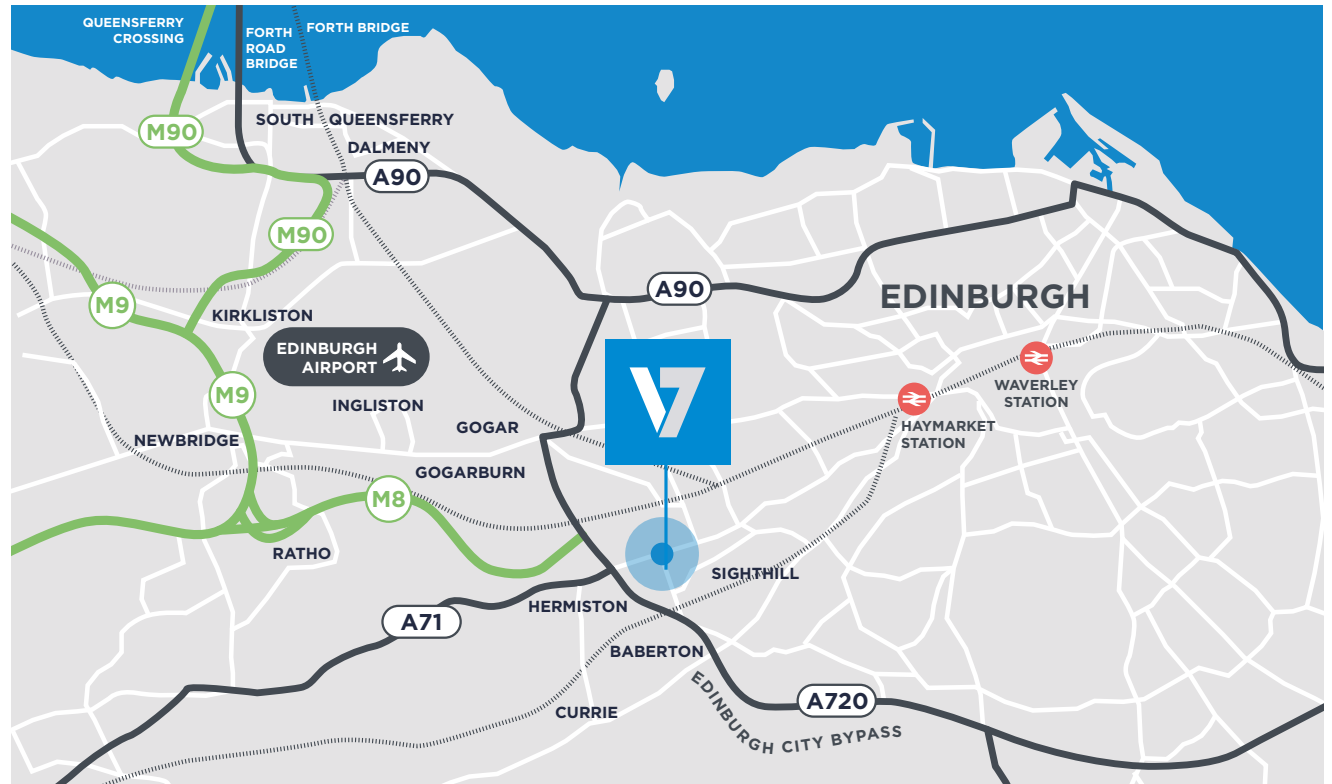 QUEENSFERRY
CROSSING
FORTH
ROAD
BRIDGE
FORTH BRIDGE
M90
SOUTH QUEENSFERRY
DALMENY
A90
M90
M9
KIRKLISTON
EDINBURGH
AIRPORT
A90
EDINBURGH
M9
INGLISTON
V7
WAVERLEY
STATION
HAYMARKET
STATION
NEWBRIDGE
GOGAR
GOGARBURN
M8
RATHO
SIGHTHILL
HERMISTON
A71
BABERTON
CURRIE
A720
EDINBURGH CITY BYPASS